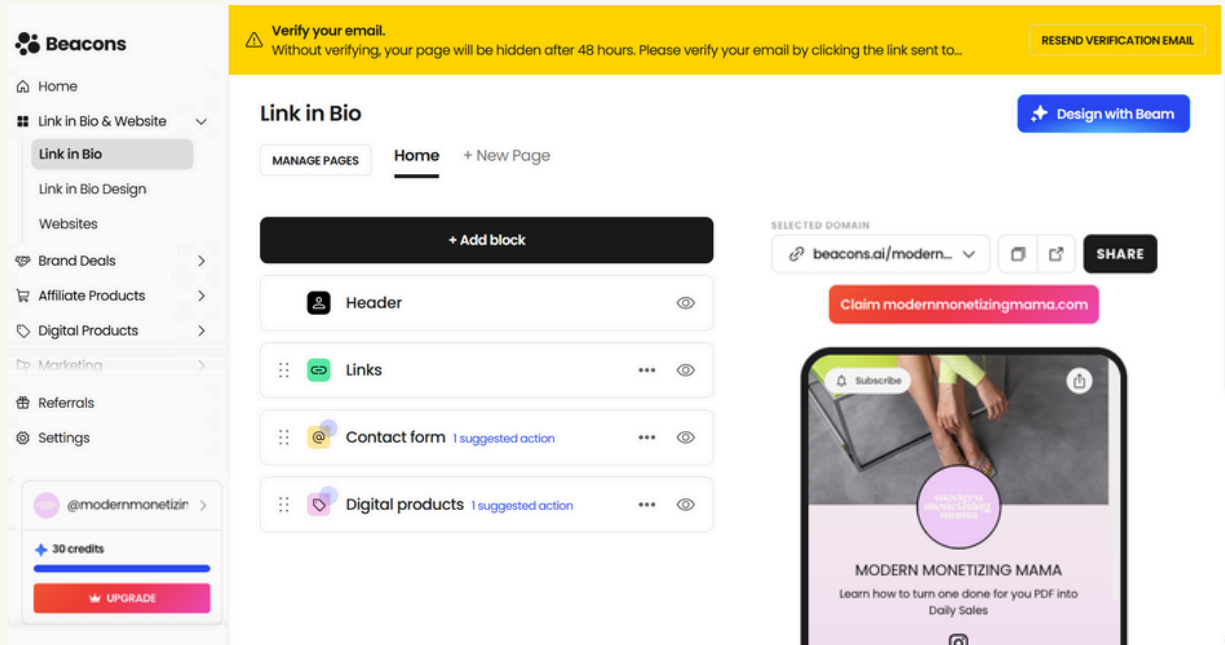 Beacons
Home
Link in Bio & Website
Link in Bio
Link in Bio Design
Websites
Brand Deals
Affiliate Products
Digital Products
Marketing
Referrals
Settings
@modernmonetizin
30 credits
UPGRADE
Verify your email.
Without verifying, your page will be hidden after 48 hours. Please verify your email by clicking the link sent to...
RESEND VERIFICATION EMAIL
Link in Bio
Design with Beam
MANAGE PAGES
Home
+ New Page
+ Add block
Header
Links
Contact form 1 suggested action
Digital products 1 suggested action
SELECTED DOMAIN
beacons.ai/modern...
SHARE
Claim modernmonetizingmama.com
Subscribe
modern
monetizing
mama
MODERN MONETIZING MAMA
Learn how to turn one done for you PDF into
Daily Sales